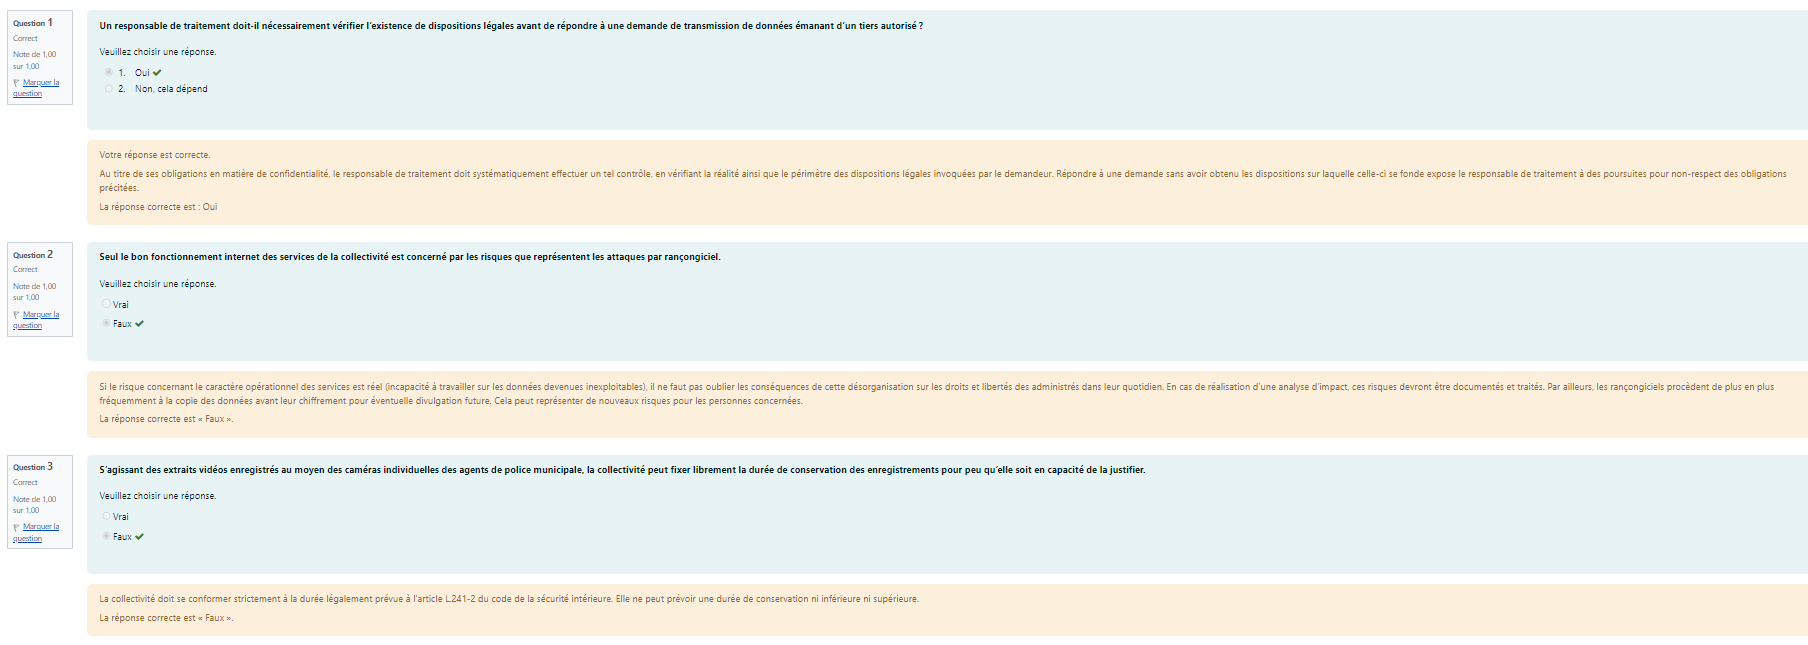 Question 1
Correct
Note de 1,00
sur 1,00
Marquer la
question
Un responsable de traitement doit-il nécessairement vérifier l'existence de dispositions légales avant de répondre à une demande de transmission de données émanant d'un tiers autorisé ?
Veuillez choisir une réponse.
1. Oui
2. Non, cela dépend
Votre réponse est correcte.
Au titre de ses obligations en matière de confidentialité, le responsable de traitement doit systématiquement effectuer un tel contrôle, en vérifiant la réalité ainsi que le périmètre des dispositions légales invoquées par le demandeur. Répondre à une demande sans avoir obtenu les dispositions sur laquelle celle-ci se fonde expose le responsable de traitement à des poursuites pour non-respect des obligations
précitées.
La réponse correcte est : Oui
Question 2
Correct
Note de 1,00
sur 1,00
Marquer la
question
Seul le bon fonctionnement internet des services de la collectivité est concerné par les risques que représentent les attaques par rançongiciel.
Veuillez choisir une réponse.
Vrai
Faux
Si le risque concernant le caractère opérationnel des services est réel (incapacité à travailler sur les données devenues inexploitables), il ne faut pas oublier les conséquences de cette désorganisation sur les droits et libertés des administrés dans leur quotidien. En cas de réalisation d'une analyse d'impact, ces risques devront être documentés et traités. Par ailleurs, les rançongiciels procèdent de plus en plus
fréquemment à la copie des données avant leur chiffrement pour éventuelle divulgation future. Cela peut représenter de nouveaux risques pour les personnes concernées.
La réponse correcte est « Faux ».
Question 3
Correct
Note de 1,00
sur 1,00
Marquer la
question
S'agissant des extraits vidéos enregistrés au moyen des caméras individuelles des agents de police municipale, la collectivité peut fixer librement la durée de conservation des enregistrements pour peu qu'elle soit en capacité de la justifier.
Veuillez choisir une réponse.
Vrai
Faux
La collectivité doit se conformer strictement à la durée légalement prévue à l'article L241-2 du code de la sécurité intérieure. Elle ne peut prévoir une durée de conservation ni inférieure ni supérieure.
La réponse correcte est « Faux ».